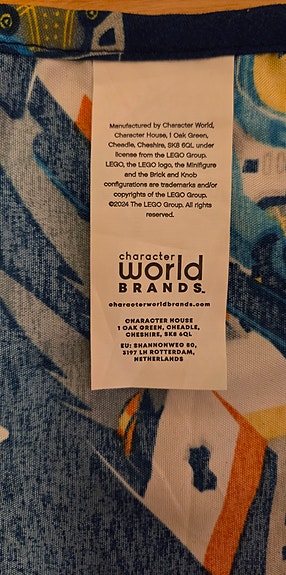 Manufactured by Character World,
Character House, 1 Oak Green,
Cheadle, Cheshire, SK8 6QL under
license from the LEGO Group.
LEGO, the LEGO logo, the Minifigure
and the Brick and Knob
configurations are trademarks and/or
copyrights of the LEGO Group.
©2024 The LEGO Group. All rights
reserved.
character
world
BRANDS.
characterworldbrands.com
CHARACTER HOUSE
1 OAK GREEN, CHEADLE,
CHESHIRE, SK8 6QL
EU: SHANNONWEG 80,
3197 LN ROTTERDAM,
NETHERLANDS